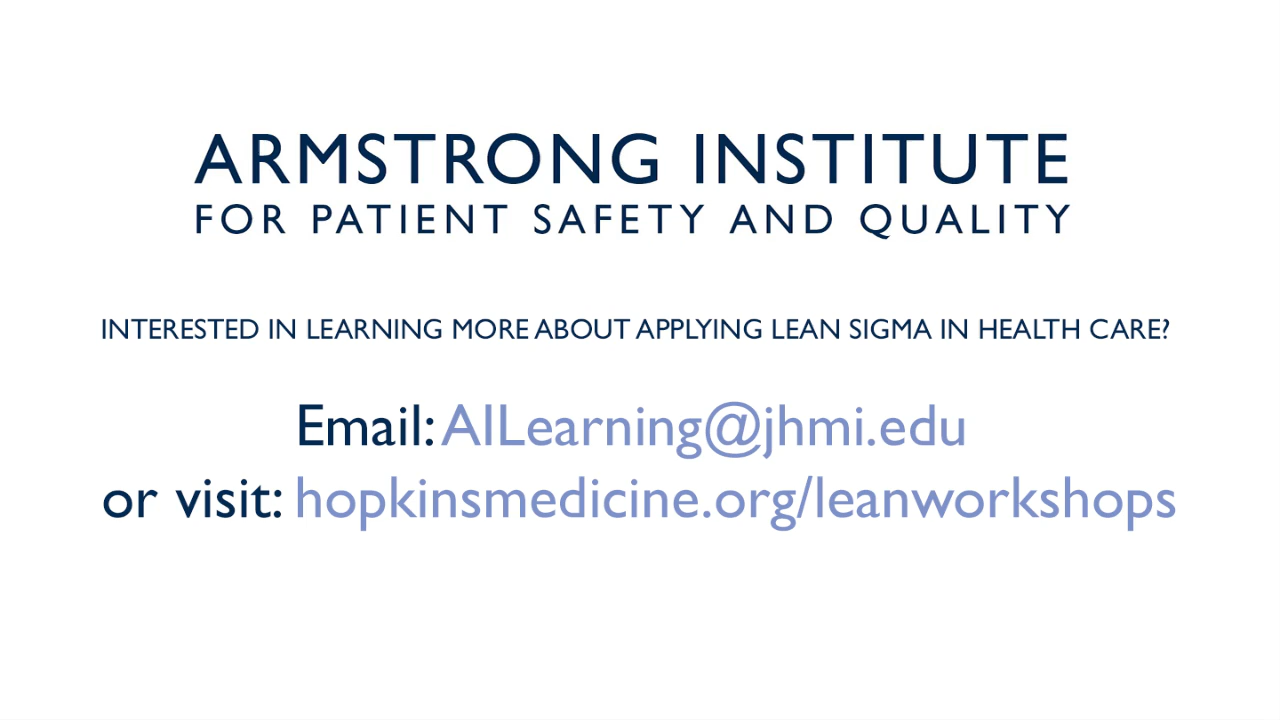 ARMSTRONG INSTITUTE
FOR PATIENT SAFETY AND QUALITY
INTERESTED IN LEARNING MORE ABOUT APPLYING LEAN SIGMA IN HEALTH CARE?
Email: AILearning@jhmi.edu
or visit: hopkinsmedicine.org/leanworkshops